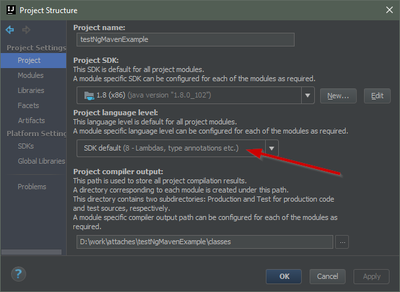 Project Structure
Project Settings
Project
Modules
Libraries
Facets
Artifacts
Platform Settings
SDKs
Global Libraries
Problems
Project name:
testNgMavenExample
Project SDK:
This SDK is default for all project modules.
A module specific SDK can be configured for each of the modules as required.
1.8 (x86) (java version "1.8.0_102")
New...
Edit
Project language level:
This language level is default for all project modules.
A module specific language level can be configured for each of the modules as required.
SDK default (8 - Lambdas, type annotations etc.)
Project compiler output:
This path is used to store all project compilation results.
A directory corresponding to each module is created under this path.
This directory contains two subdirectories: Production and Test for production code
and test sources, respectively.
A module specific compiler output path can be configured for each of the modules as
required.
D:\work\attaches\testNgMavenExample\classes
...
?
OK
Cancel
Apply